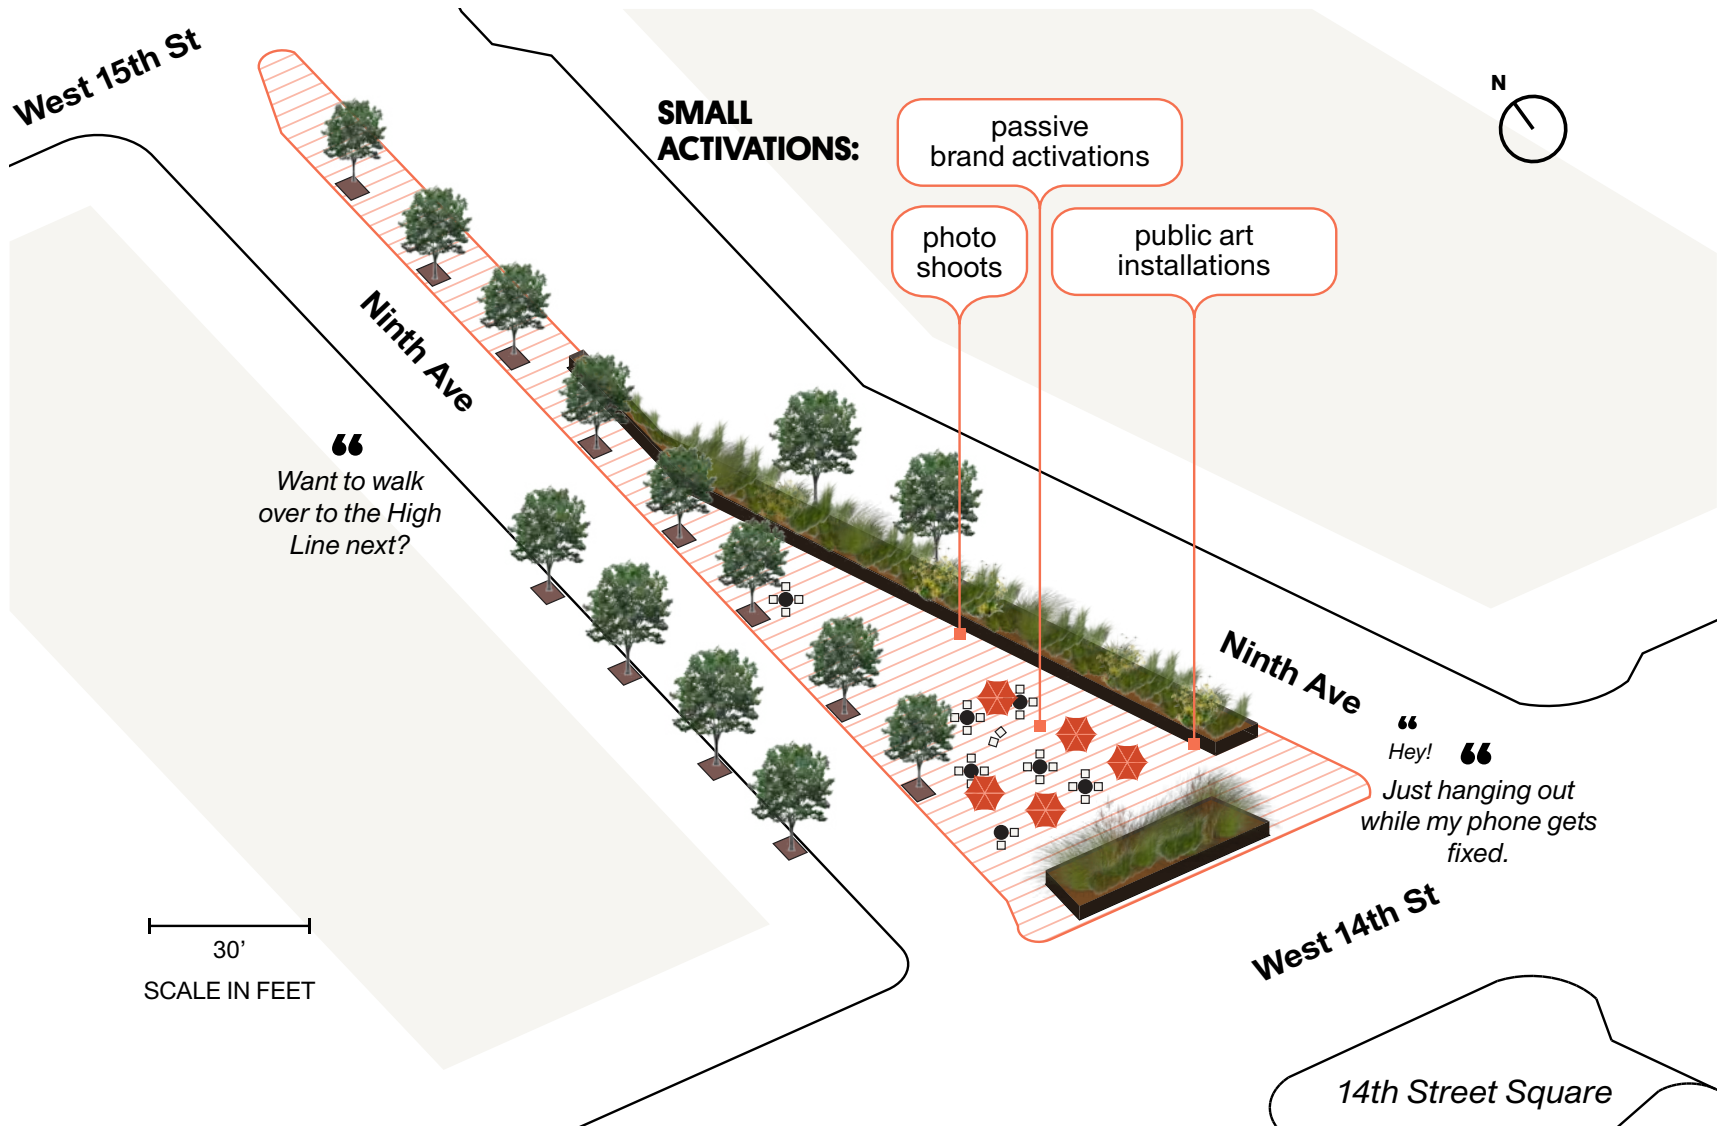 West 15th St
SMALL
ACTIVATIONS:
passive
brand activations
photo
shoots
public art
installations
N
Ninth Ave
“
Want to walk
over to the High
Line next?
Ninth Ave
“
Hey!
“
Just hanging out
while my phone gets
fixed.
West 14th St
30’
SCALE IN FEET
14th Street Square